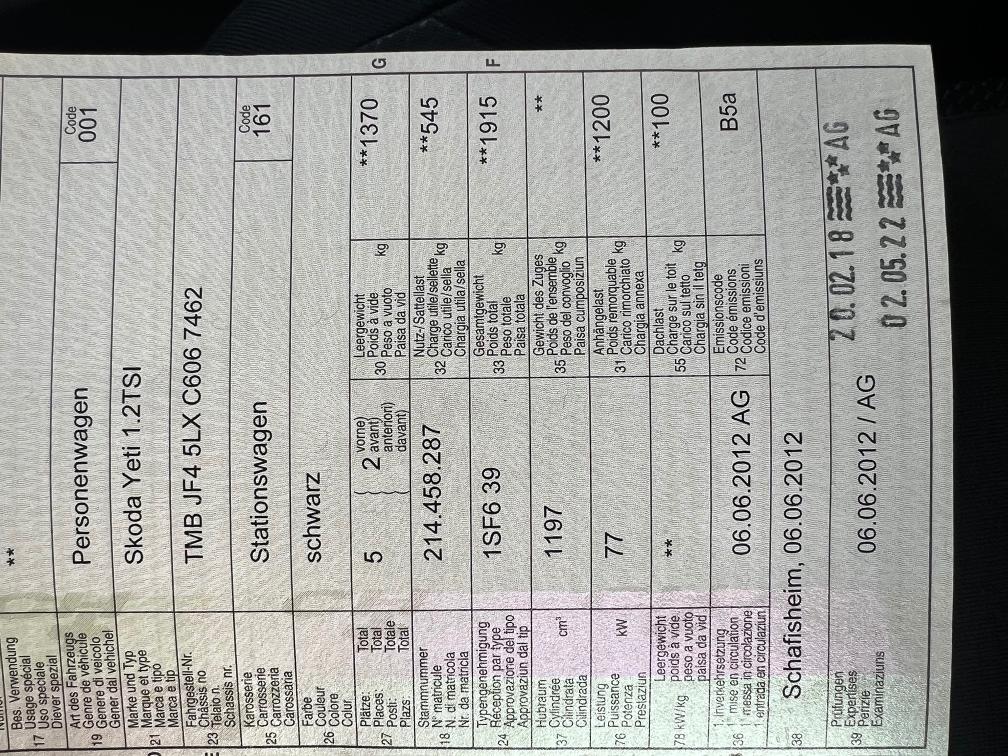 Bes. Verwendung
Usage spécial
17 Uso speciale
Diever spezial
**
Art des Fahrzeugs
Genre de véhicule
19 Genere di veicolo
Gener dal vehichel
Personenwagen
Code
001
Marke und Typ
Marque et type
21 Marca e tipo
Marca e tip
Skoda Yeti 1.2TSI
Fahrgestell-Nr.
Châssis no
23 Telaio n.
Schassis nr.
TMB JF4 5LX C606 7462
Karosserie
Carrosserie
25 Carrozzeria
Carossaria
Stationswagen
Code
161
Farbe
Couleur
26 Colore
Colur
schwarz
Plätze: Total
Places: Total
27 Posti: Totale
Plazs: Total
5
2
vorne)
avant)
anteriori)
davant)
Leergewicht
Poids à vide
30 Peso a vuoto kg
Paisa da vid
**1370
G
Stammnummer
N° matricule
18 N. di matricola
Nr. da matricla
214.458.287
Nutz-/Sattellast
Charge utile/sellette
32 Carico utile/sella kg
Chargia utila/sella
**545
Typengenehmigung
Réception par type
24 Approvazione del tipo
Approvaziun dal tip
1SF6 39
Gesamtgewicht
Poids total
33 Peso totale kg
Paisa totala
**1915
F
Hubraum
Cylindrée
37 Cilindrata cm³
Cilindrada
1197
Gewicht des Zuges
Poids de l'ensemble
35 Peso del convoglio kg
Paisa cumposiziun
**
Leistung
Puissance
76 Potenza kW
Prestaziun
77
Anhängelast
Poids remorquable
31 Carico rimorchiato kg
Chargia annexa
**1200
Leergewicht
poids à vide
78 kW/kg peso a vuoto
paisa da vid
**
Dachlast
55 Charge sur le toit
Carico sul tetto kg
Chargia sin il tetg
**100
1. Inverkehrsetzung
1re mise en circulation
36 1. messa in circolazione
1. entrada en circulaziun
06.06.2012 AG
Emissionscode
72 Code émissions
Codice emissioni
Code d'emissiuns
B5a
38 Schafisheim, 06.06.2012
Prüfungen
Expertises
39 Perizie
Examinaziuns
06.06.2012 / AG
20.02.18 AG
02.05.22 AG